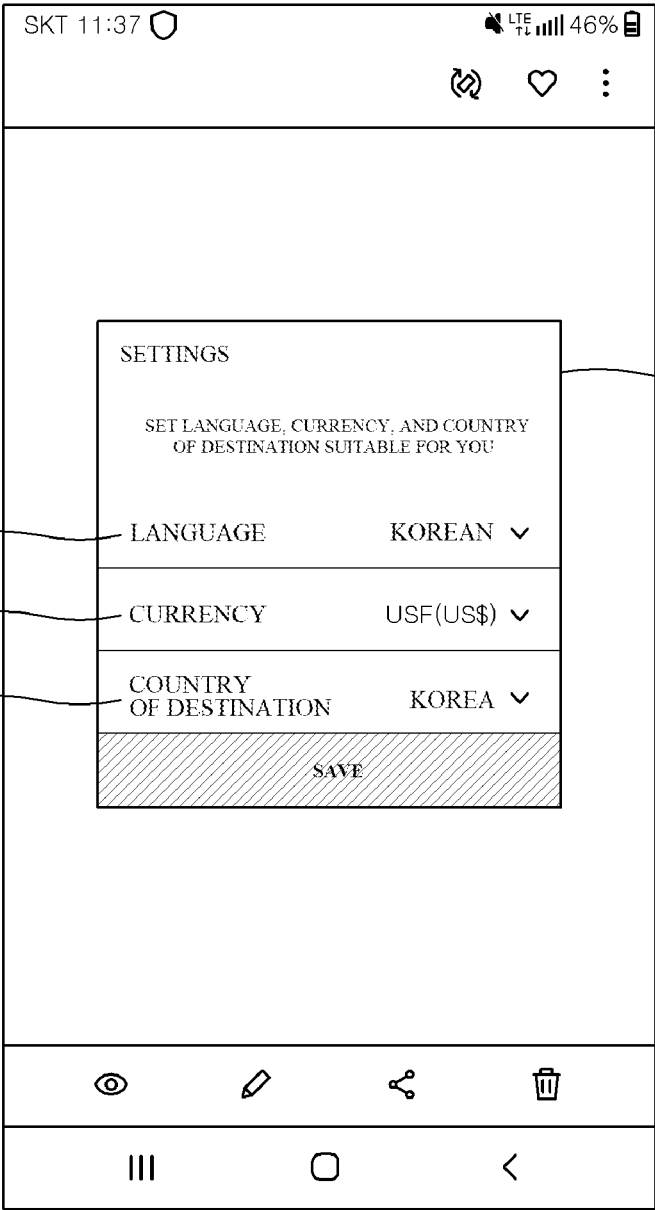 SKT 11:37 LTE 46%
SETTINGS
SET LANGUAGE, CURRENCY, AND COUNTRY
OF DESTINATION SUITABLE FOR YOU
LANGUAGE KOREAN
CURRENCY USF(US$)
COUNTRY
OF DESTINATION KOREA
SAVE